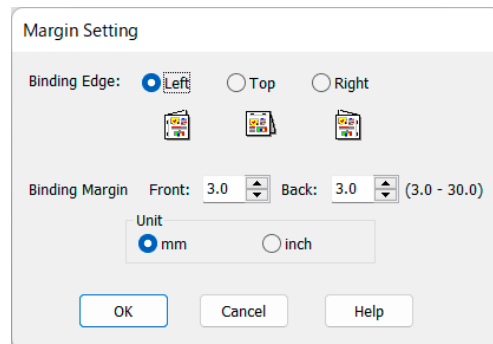 Margin Setting
Binding Edge: Left Top Right
Binding Margin Front: 3.0 Back: 3.0 (3.0 - 30.0)
Unit
mm inch
OK Cancel Help